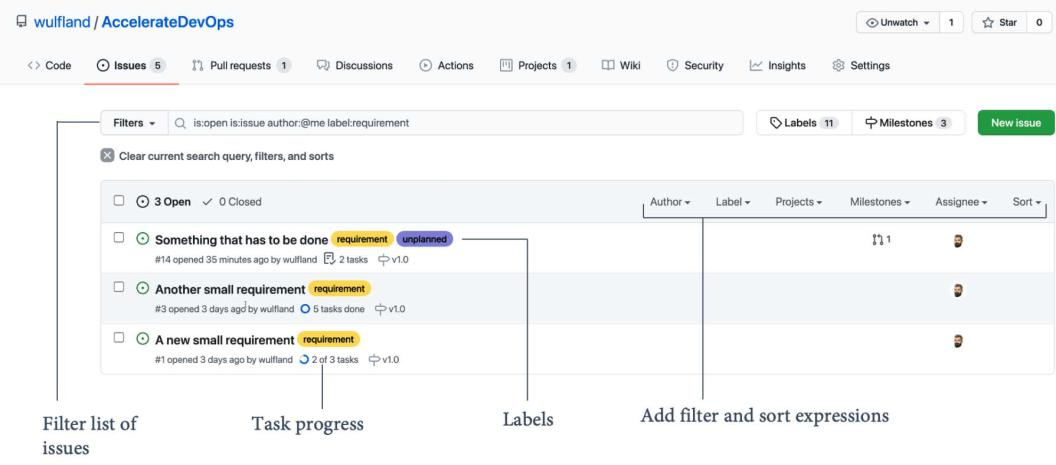 wulfland / AccelerateDevOps
Unwatch 1 Star 0
Code Issues 5 Pull requests 1 Discussions Actions Projects 1 Wiki Security Insights Settings
Filters is:open is:issue author:@me label:requirement Labels 11 Milestones 3 New issue
Clear current search query, filters, and sorts
3 Open 0 Closed Author Label Projects Milestones Assignee Sort
Something that has to be done requirement unplanned 1
#14 opened 35 minutes ago by wulfland 2 tasks v1.0
Another small requirement requirement
#3 opened 3 days ago by wulfland 5 tasks done v1.0
A new small requirement requirement
#1 opened 3 days ago by wulfland 2 of 3 tasks v1.0
Filter list of
issues
Task progress
Labels
Add filter and sort expressions